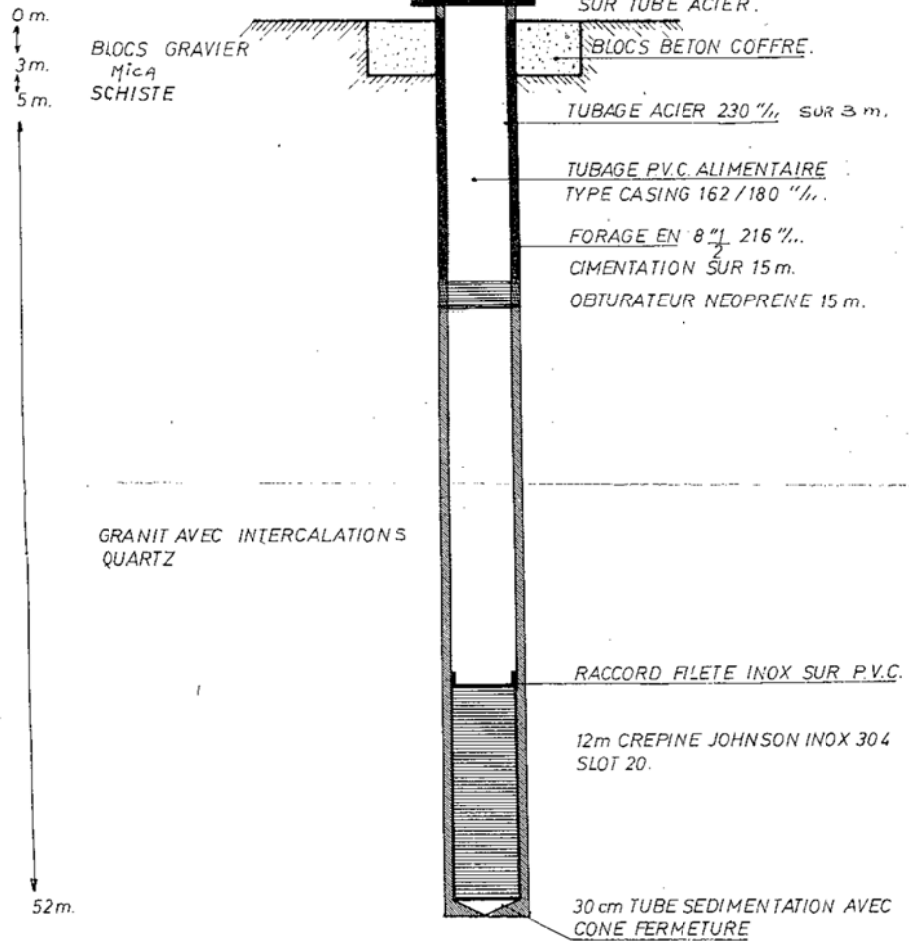 SUR TUBE ACIER.
0 m.
BLOCS GRAVIER
3 m.
MicA
SCHISTE
5 m.
BLOCS BETON COFFRE.
TUBAGE ACIER 230 "/,, SUR 3 m.
TUBAGE P.V.C. ALIMENTAIRE
TYPE CASING 162/180 "/,,.
FORAGE EN 8"1/2 216 "/,,.
CIMENTATION SUR 15 m.
OBTURATEUR NEOPRENE 15 m.
GRANIT AVEC INTERCALATIONS
QUARTZ
RACCORD FILETE INOX SUR P.V.C.
12m CREPINE JOHNSON INOX 304
SLOT 20.
52 m.
30 cm TUBE SEDIMENTATION AVEC
CONE FERMETURE